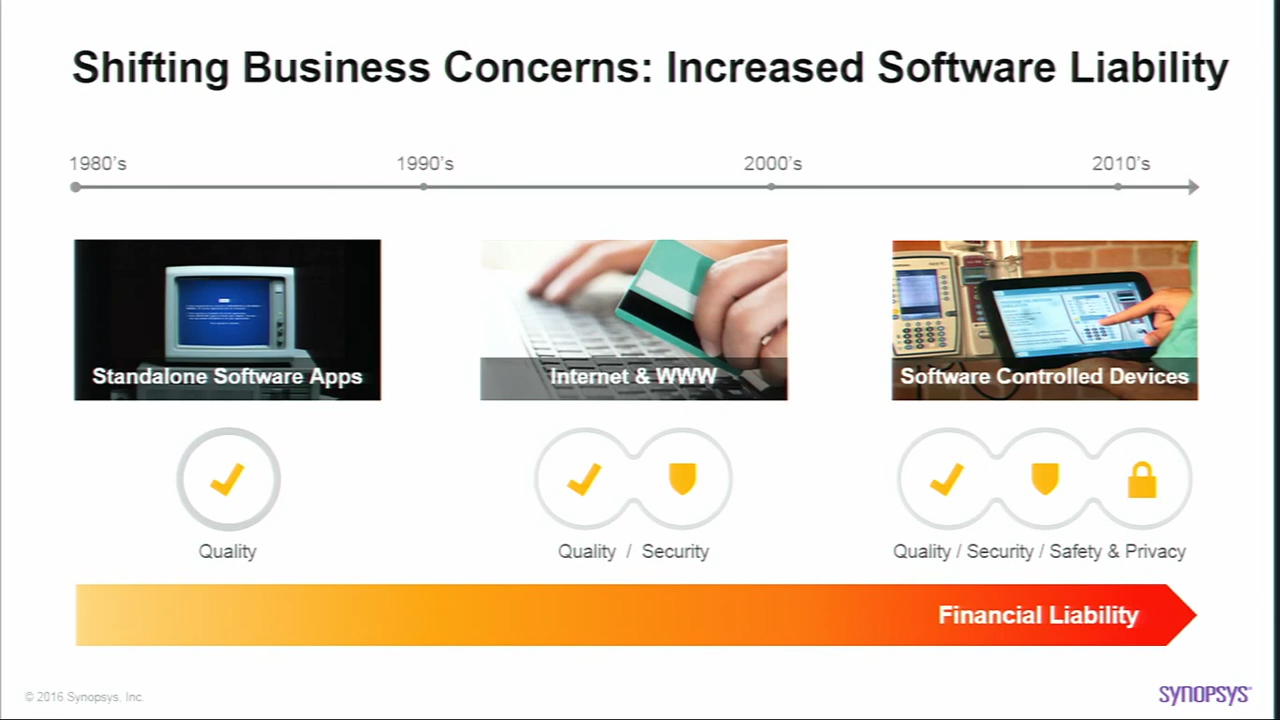 Shifting Business Concerns: Increased Software Liability
1980's
1990's
2000's
2010's
Standalone Software Apps
Internet & WWW
Software Controlled Devices
Quality
Quality / Security
Quality / Security / Safety & Privacy
Financial Liability
© 2016 Synopsys, Inc.
SYNOPSYS